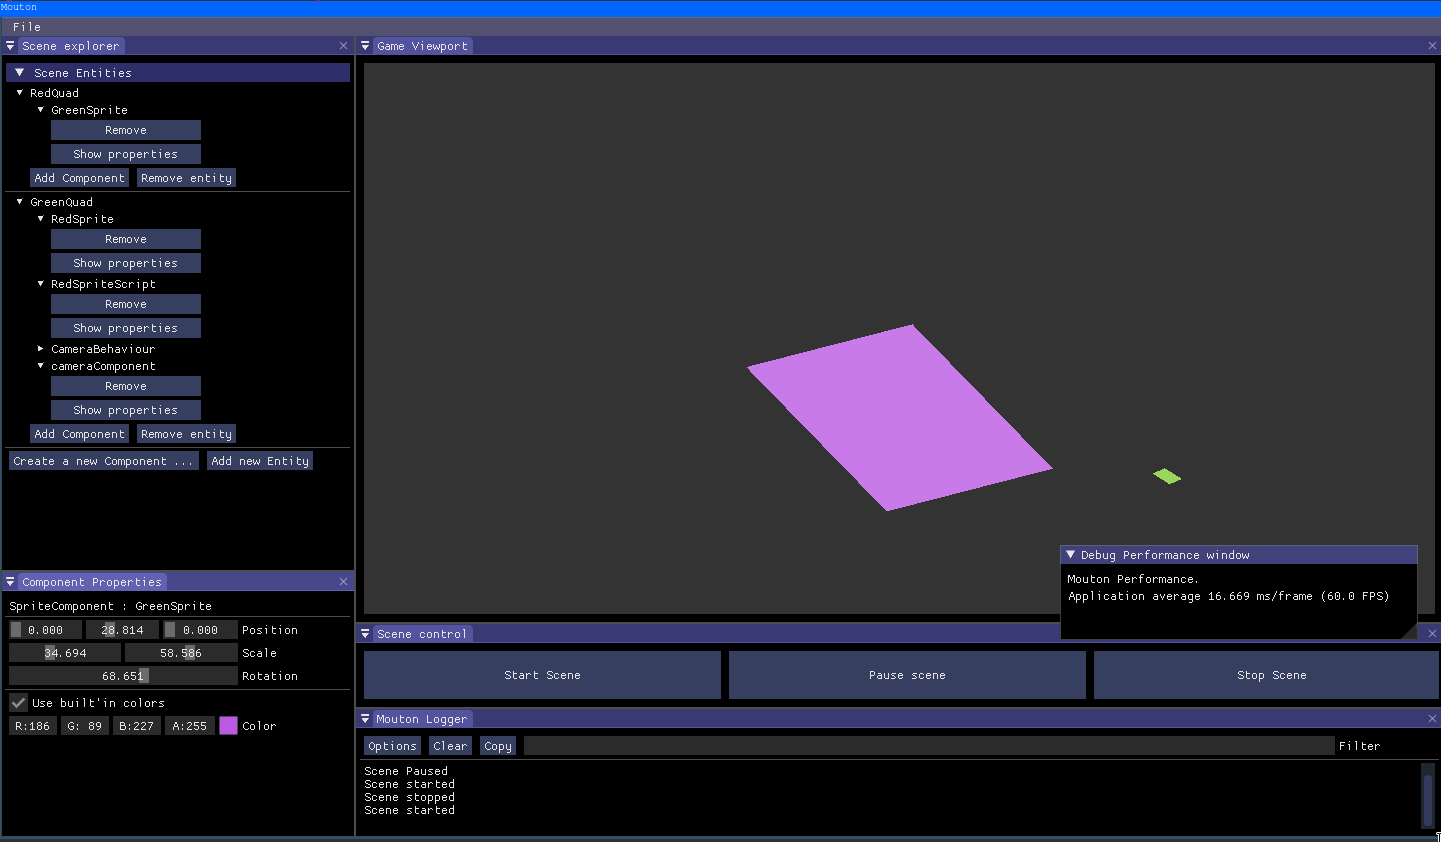 Mouton
File
Scene explorer
Scene Entities
RedQuad
GreenSprite
Remove
Show properties
Add Component Remove entity
GreenQuad
RedSprite
Remove
Show properties
RedSpriteScript
Remove
Show properties
CameraBehaviour
cameraComponent
Remove
Show properties
Add Component Remove entity
Create a new Component ... Add new Entity
Component Properties
SpriteComponent : GreenSprite
0.000 28.814 0.000 Position
34.694 58.586 Scale
68.651 Rotation
Use built'in colors
R:186 G: 89 B:227 A:255 Color
Game Viewport
Debug Performance window
Mouton Performance.
Application average 16.669 ms/frame (60.0 FPS)
Scene control
Start Scene Pause scene Stop Scene
Mouton Logger
Options Clear Copy Filter
Scene Paused
Scene started
Scene stopped
Scene started